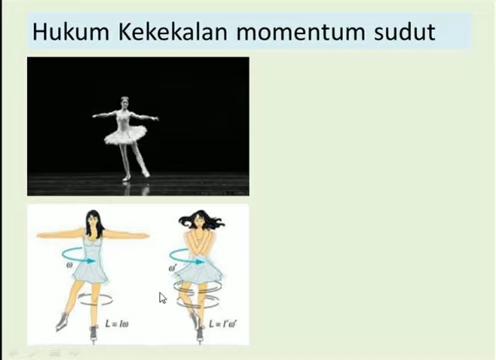 Hukum Kekekalan momentum sudut
ω
ω'
L = Iω
L = I'ω'